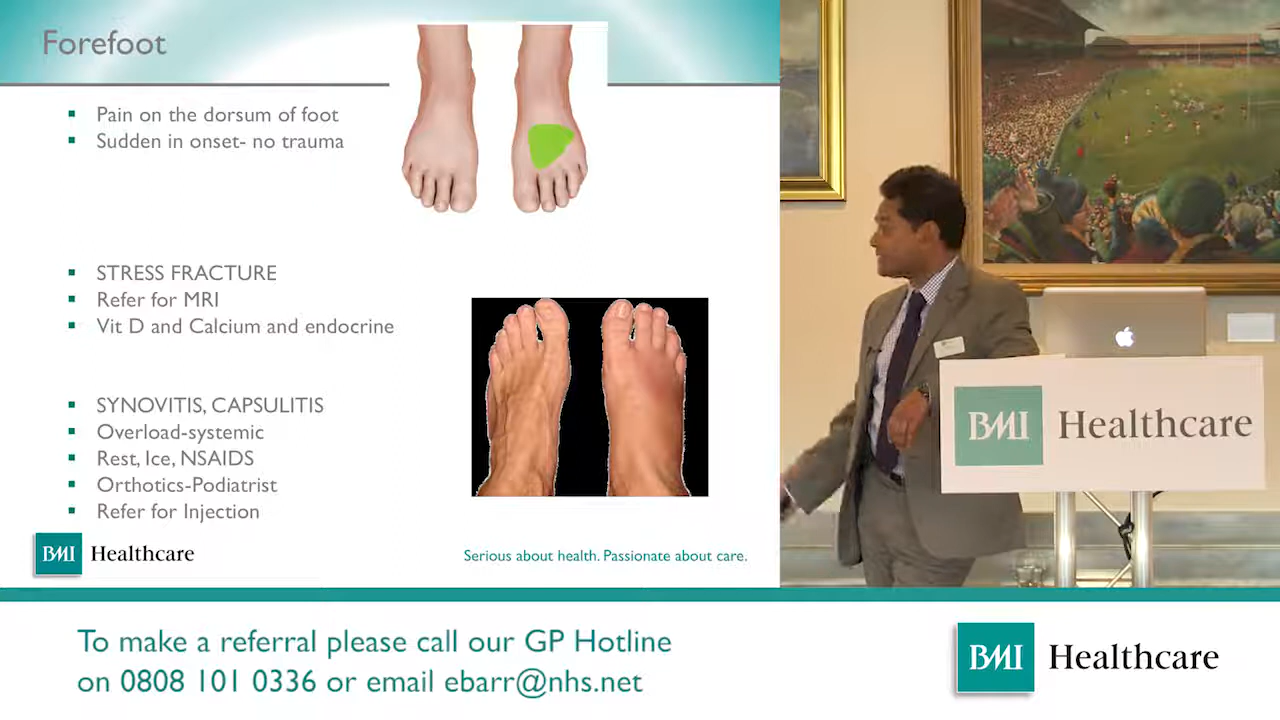 Forefoot
▪ Pain on the dorsum of foot
▪ Sudden in onset- no trauma
▪ STRESS FRACTURE
▪ Refer for MRI
▪ Vit D and Calcium and endocrine
▪ SYNOVITIS, CAPSULITIS
▪ Overload-systemic
▪ Rest, Ice, NSAIDS
▪ Orthotics-Podiatrist
▪ Refer for Injection
BMI Healthcare
Serious about health. Passionate about care.
BMI Healthcare
To make a referral please call our GP Hotline
on 0808 101 0336 or email ebarr@nhs.net
BMI Healthcare